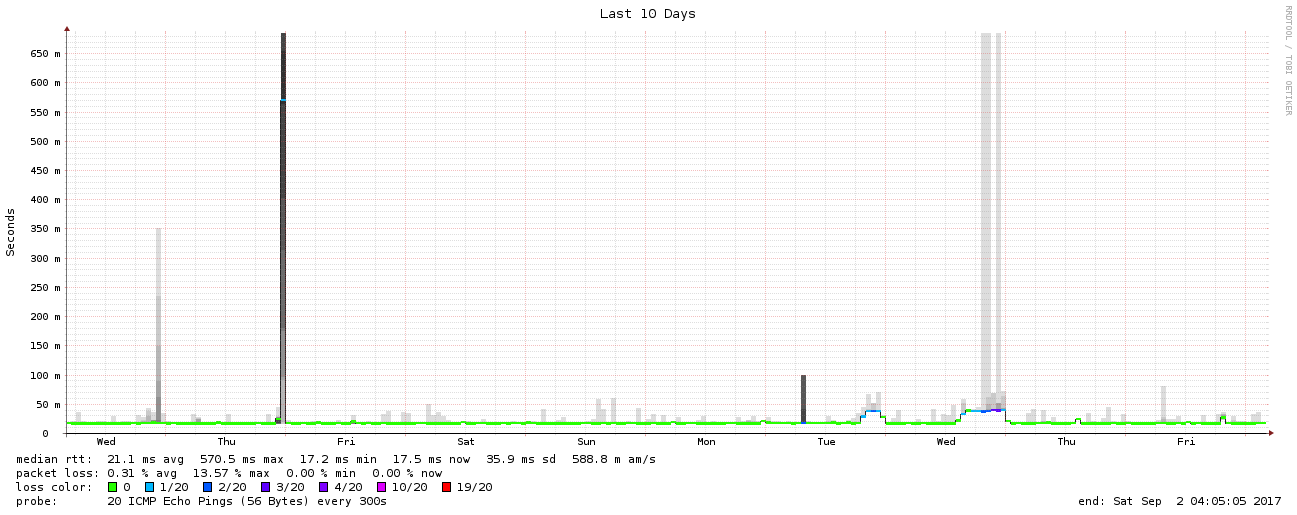 Last 10 Days
RRDTOOL / TOBI OETIKER
Seconds
650 m
600 m
550 m
500 m
450 m
400 m
350 m
300 m
250 m
200 m
150 m
100 m
50 m
0
Wed Thu Fri Sat Sun Mon Tue Wed Thu Fri
median rtt: 21.1 ms avg 570.5 ms max 17.2 ms min 17.5 ms now 35.9 ms sd 588.8 m am/s
packet loss: 0.31 % avg 13.57 % max 0.00 % min 0.00 % now
loss color: 0 1/20 2/20 3/20 4/20 10/20 19/20
probe: 20 ICMP Echo Pings (56 Bytes) every 300s end: Sat Sep 2 04:05:05 2017